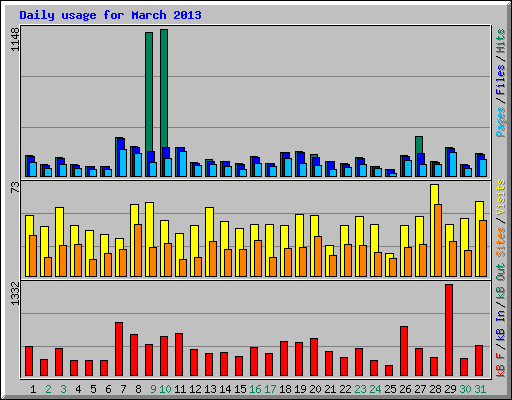 Daily usage for March 2013
1148
Pages / Files / Hits
73
Sites / Visits
1332
kB F / kB In / kB Out
1 2 3 4 5 6 7 8 9 10 11 12 13 14 15 16 17 18 19 20 21 22 23 24 25 26 27 28 29 30 31